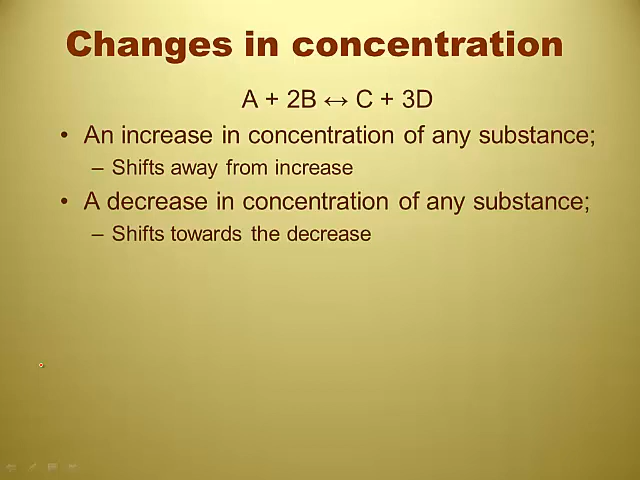 Changes in concentration
A + 2B ↔ C + 3D
• An increase in concentration of any substance;
– Shifts away from increase
• A decrease in concentration of any substance;
– Shifts towards the decrease